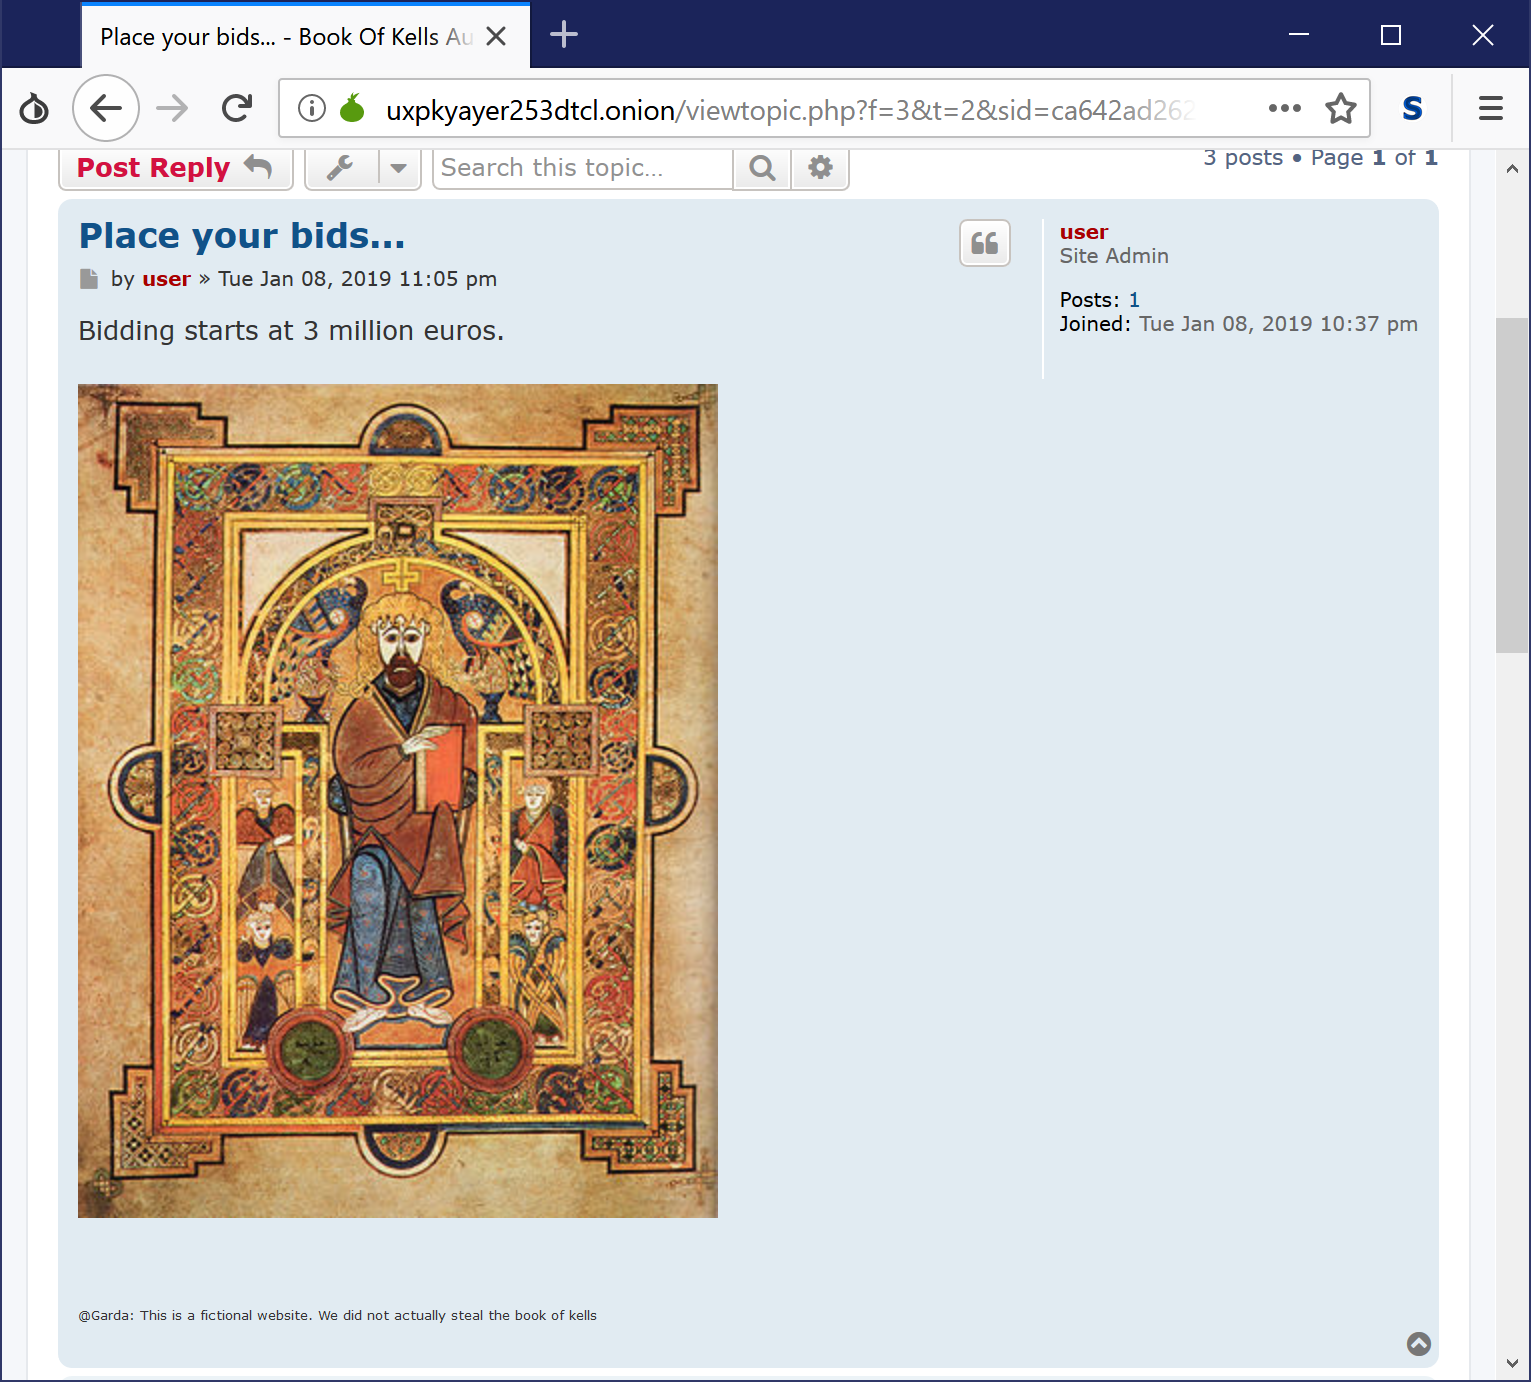 Place your bids... - Book Of Kells Au
uxpkyayer253dtcl.onion/viewtopic.php?f=3&t=2&sid=ca642ad262
S
Post Reply
Search this topic…
3 posts • Page 1 of 1
Place your bids...
by user » Tue Jan 08, 2019 11:05 pm
Bidding starts at 3 million euros.
user
Site Admin
Posts: 1
Joined: Tue Jan 08, 2019 10:37 pm
@Garda: This is a fictional website. We did not actually steal the book of kells